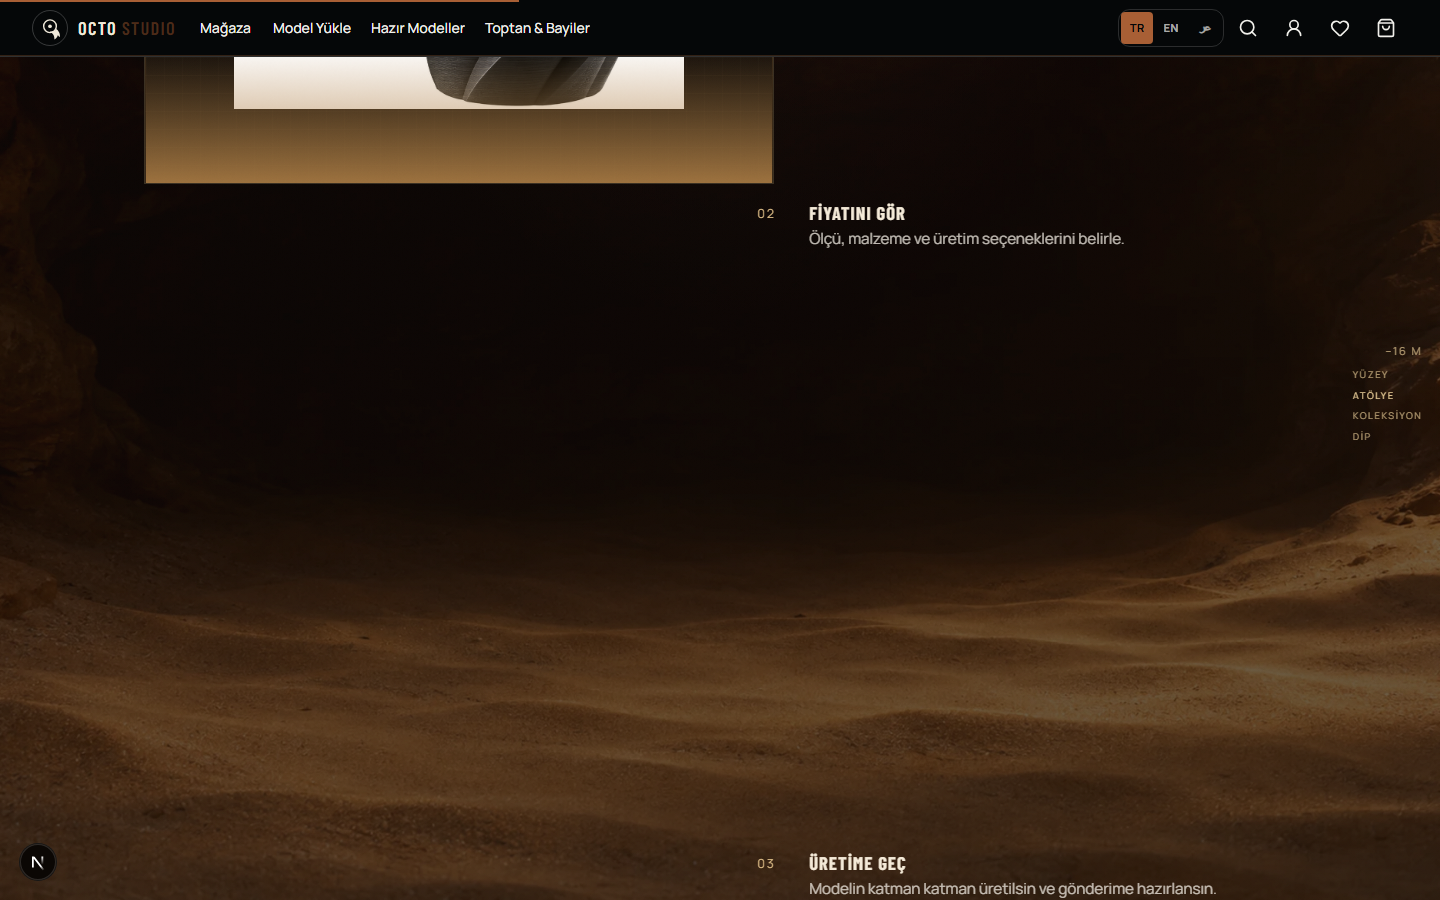 OCTO STUDIO
Mağaza
Model Yükle
Hazır Modeller
Toptan & Bayiler
TR
EN
02
FİYATINI GÖR
Ölçü, malzeme ve üretim seçeneklerini belirle.
−16 M
YÜZEY
ATÖLYE
KOLEKSİYON
DİP
N
03
ÜRETİME GEÇ
Modelin katman katman üretilsin ve gönderime hazırlansın.